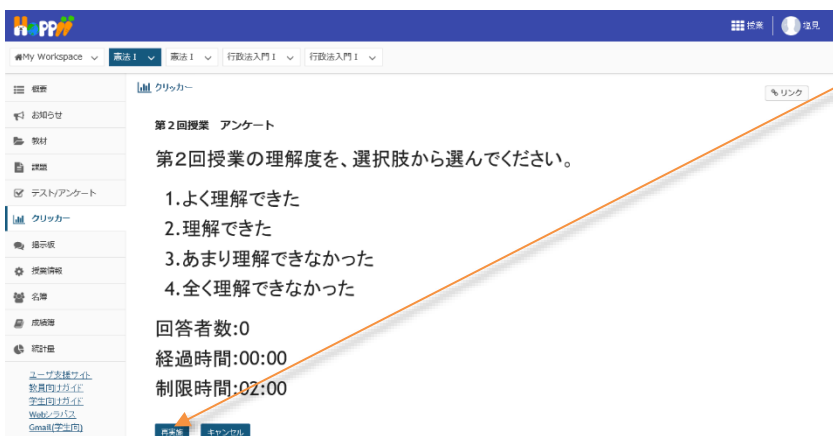 HoPPii
授業
塩見
My Workspace
憲法 I
憲法 I
行政法入門 I
行政法入門 I
概要
お知らせ
教材
課題
テスト/アンケート
クリッカー
掲示板
授業情報
名簿
成績簿
統計量
ユーザ支援サイト
教員向けガイド
学生向けガイド
Webシラバス
Gmail(学生向)
クリッカー
リンク
第2回授業 アンケート
第2回授業の理解度を、選択肢から選んでください。
1.よく理解できた
2.理解できた
3.あまり理解できなかった
4.全く理解できなかった
回答者数:0
経過時間:00:00
制限時間:02:00
再実施
キャンセル